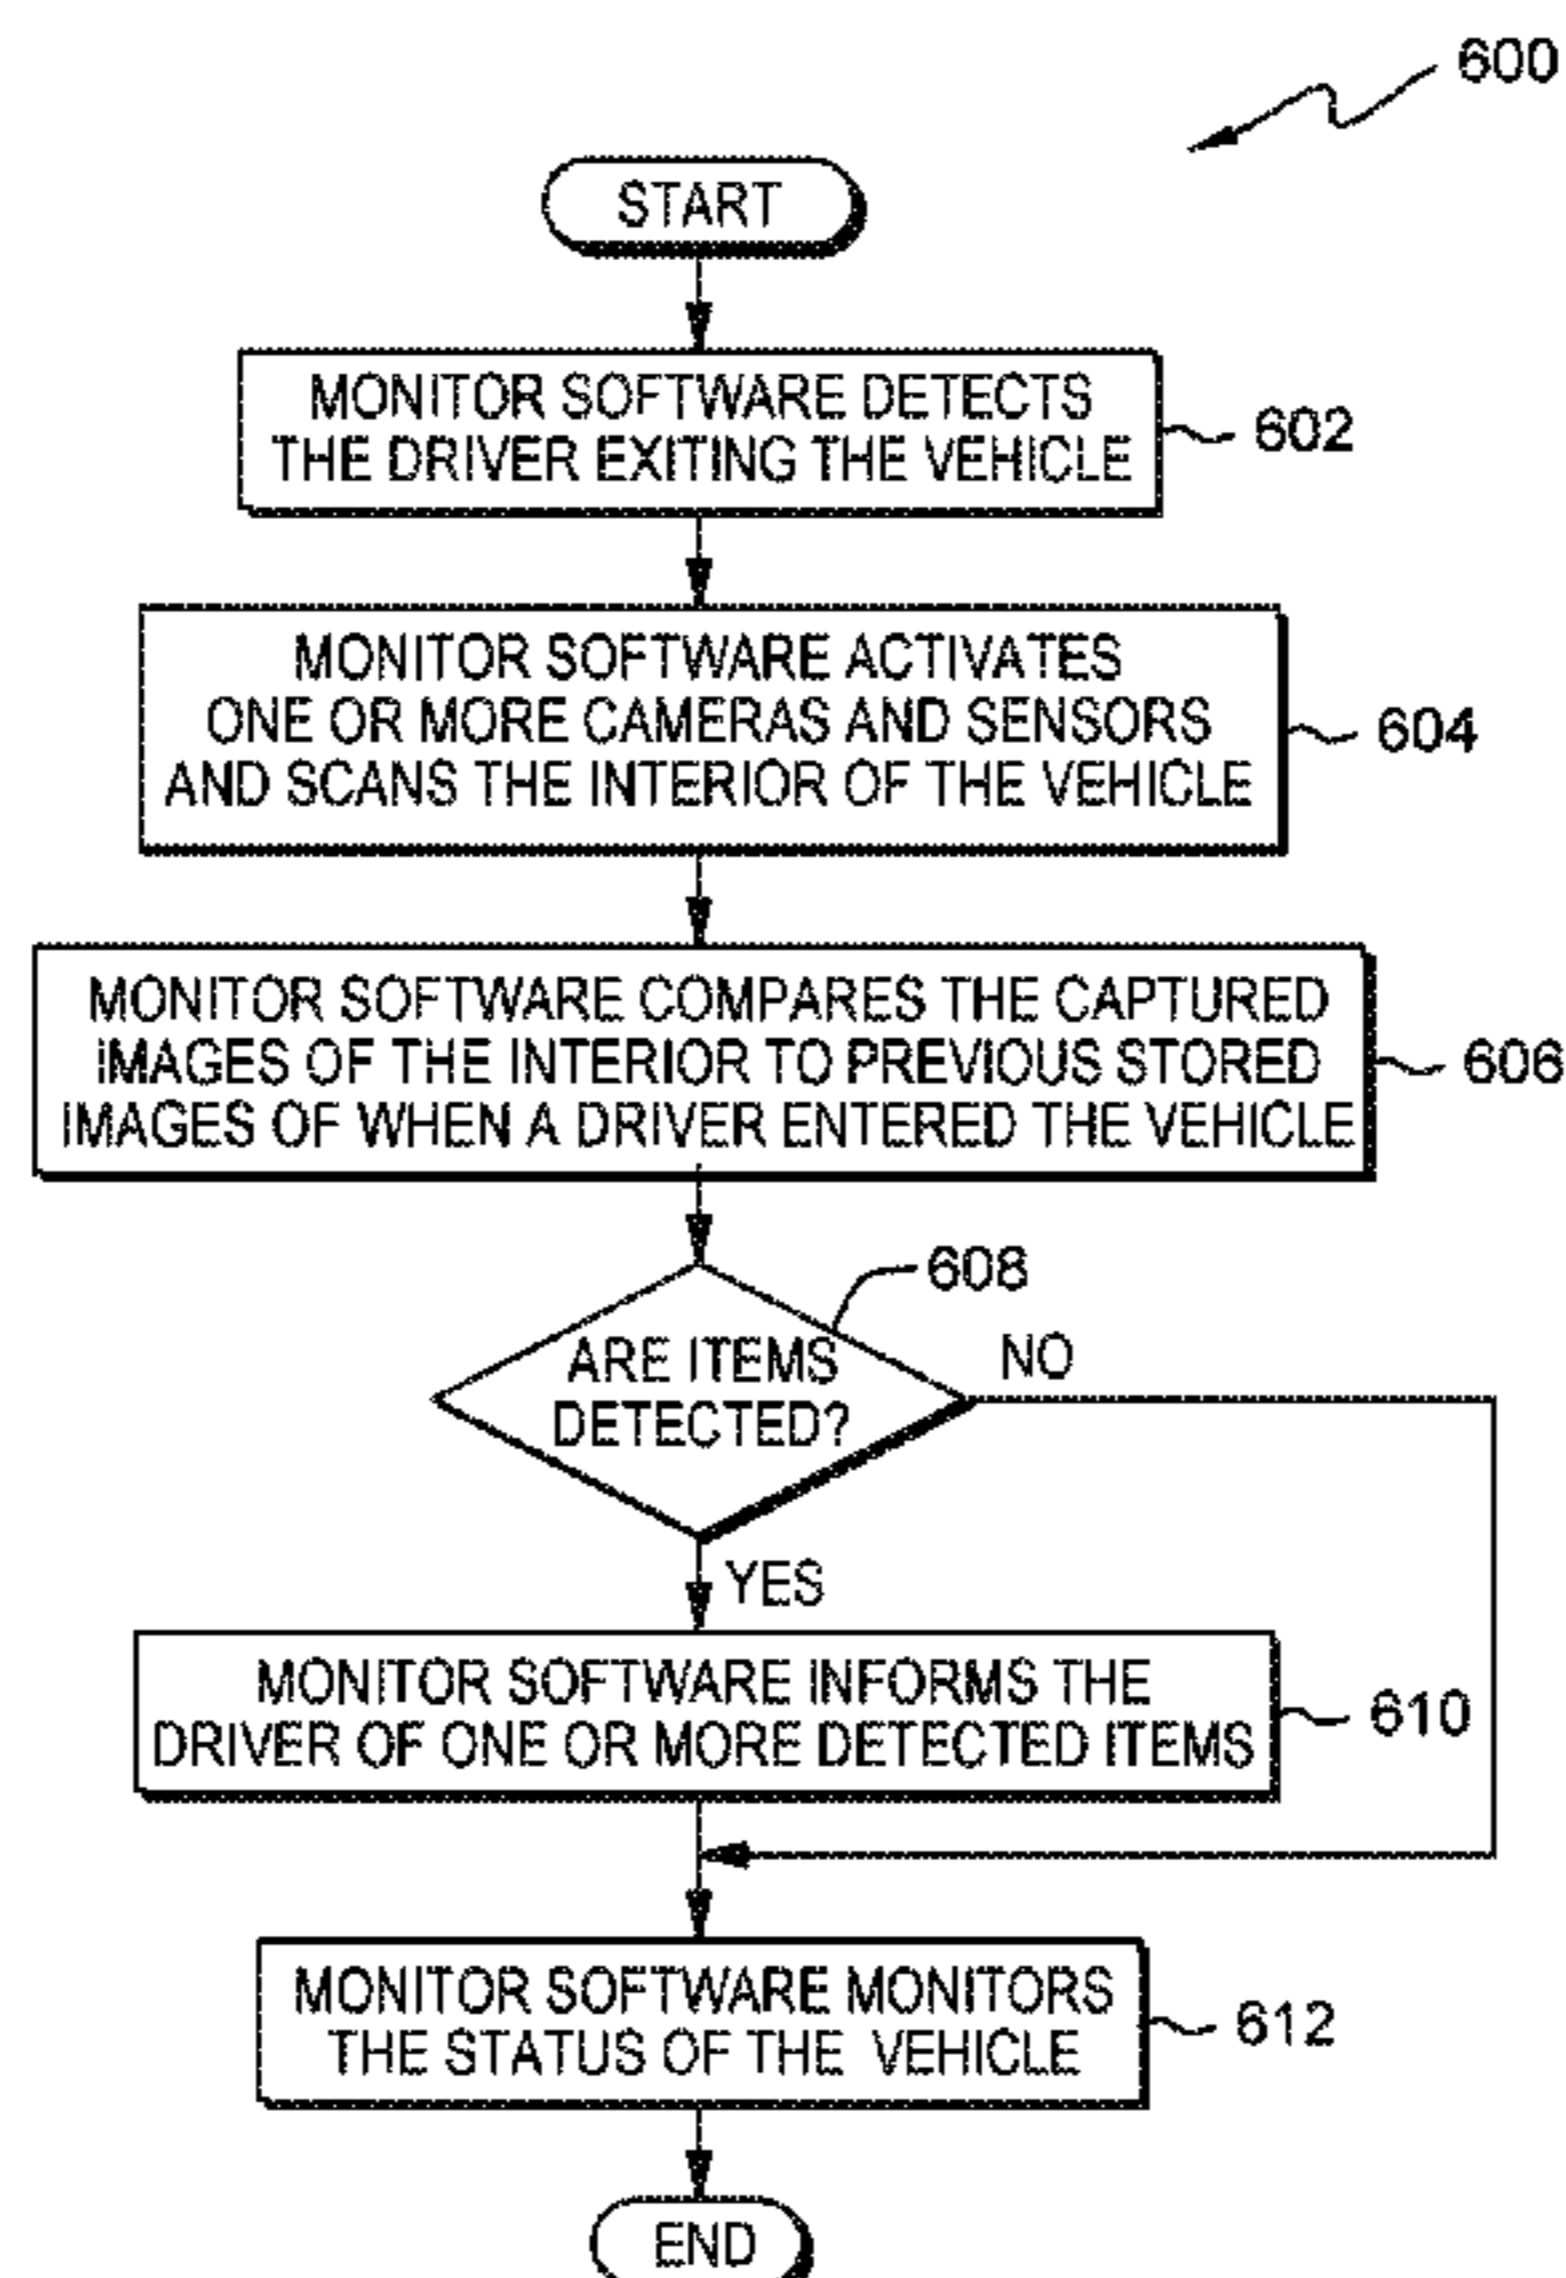 600
START
MONITOR SOFTWARE DETECTS
THE DRIVER EXITING THE VEHICLE
602
MONITOR SOFTWARE ACTIVATES
ONE OR MORE CAMERAS AND SENSORS
AND SCANS THE INTERIOR OF THE VEHICLE
604
MONITOR SOFTWARE COMPARES THE CAPTURED
IMAGES OF THE INTERIOR TO PREVIOUS STORED
IMAGES OF WHEN A DRIVER ENTERED THE VEHICLE
606
608
ARE ITEMS
DETECTED?
NO
YES
MONITOR SOFTWARE INFORMS THE
DRIVER OF ONE OR MORE DETECTED ITEMS
610
MONITOR SOFTWARE MONITORS
THE STATUS OF THE VEHICLE
612
END